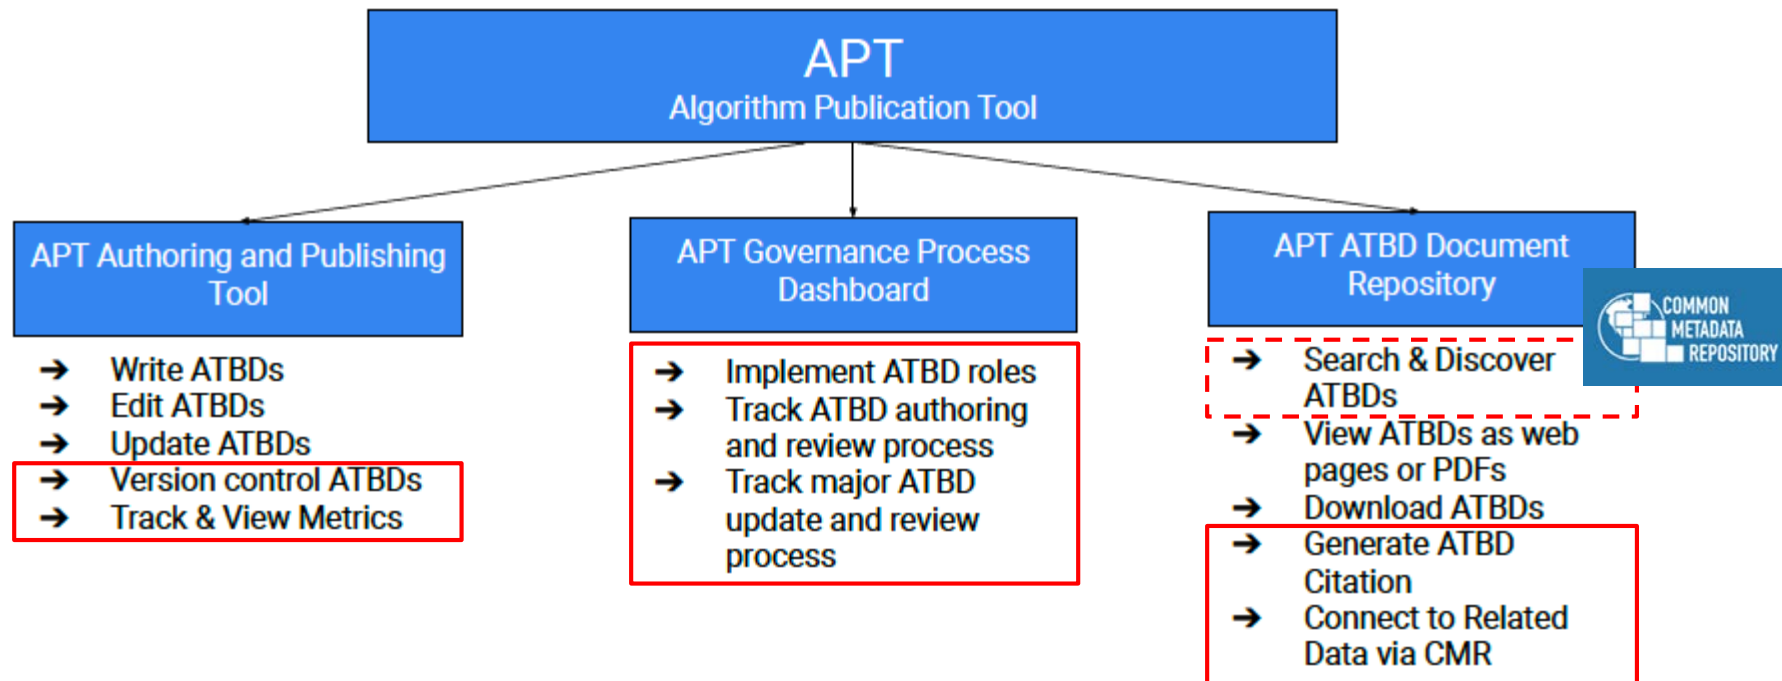 APT
Algorithm Publication Tool
APT Authoring and Publishing
Tool
➔ Write ATBDs
➔ Edit ATBDs
➔ Update ATBDs
➔ Version control ATBDs
➔ Track & View Metrics
APT Governance Process
Dashboard
➔ Implement ATBD roles
➔ Track ATBD authoring
and review process
➔ Track major ATBD
update and review
process
APT ATBD Document
Repository
COMMON
METADATA
REPOSITORY
➔ Search & Discover
ATBDs
➔ View ATBDs as web
pages or PDFs
➔ Download ATBDs
➔ Generate ATBD
Citation
➔ Connect to Related
Data via CMR